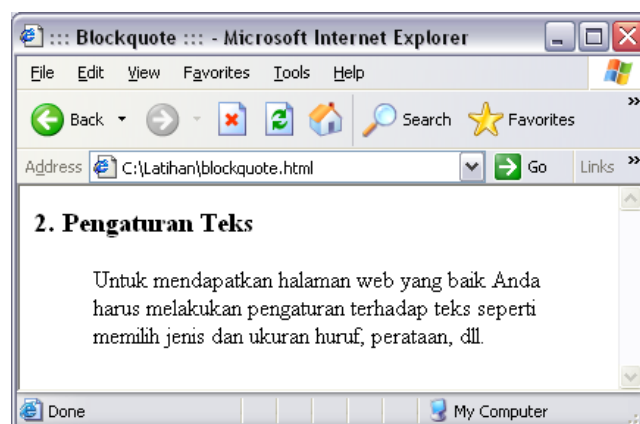 ::: Blockquote ::: - Microsoft Internet Explorer
File Edit View Favorites Tools Help
Back Search Favorites »
Address C:\Latihan\blockquote.html Go Links »
2. Pengaturan Teks
Untuk mendapatkan halaman web yang baik Anda
harus melakukan pengaturan terhadap teks seperti
memilih jenis dan ukuran huruf, perataan, dll.
Done My Computer